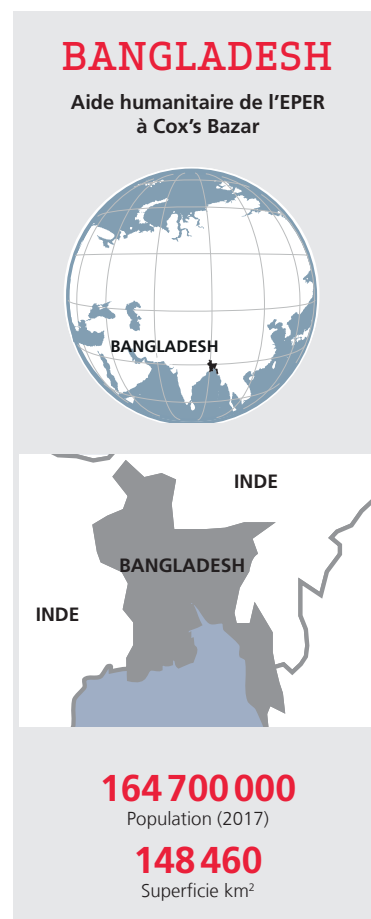 BANGLADESH
Aide humanitaire de l’EPER
à Cox’s Bazar
BANGLADESH
INDE
BANGLADESH
INDE
164 700 000
Population (2017)
148 460
Superficie km²